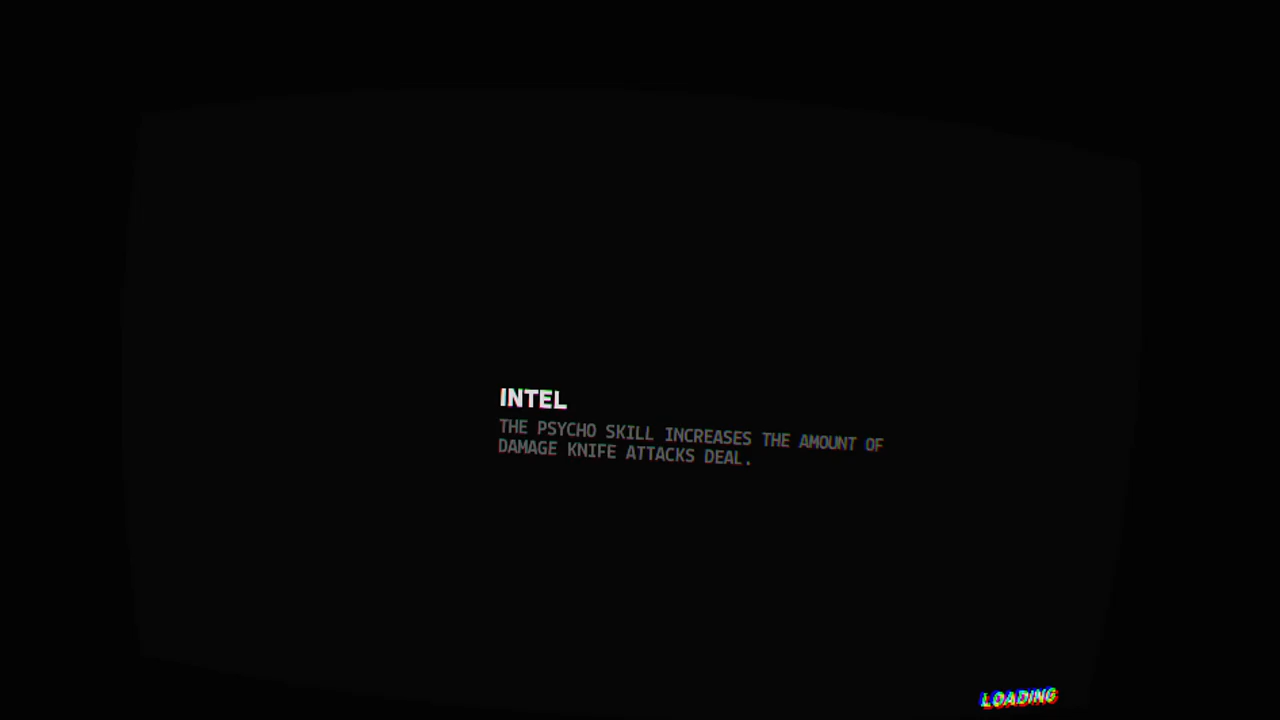 INTEL
THE PSYCHO SKILL INCREASES THE AMOUNT OF
DAMAGE KNIFE ATTACKS DEAL.
LOADING